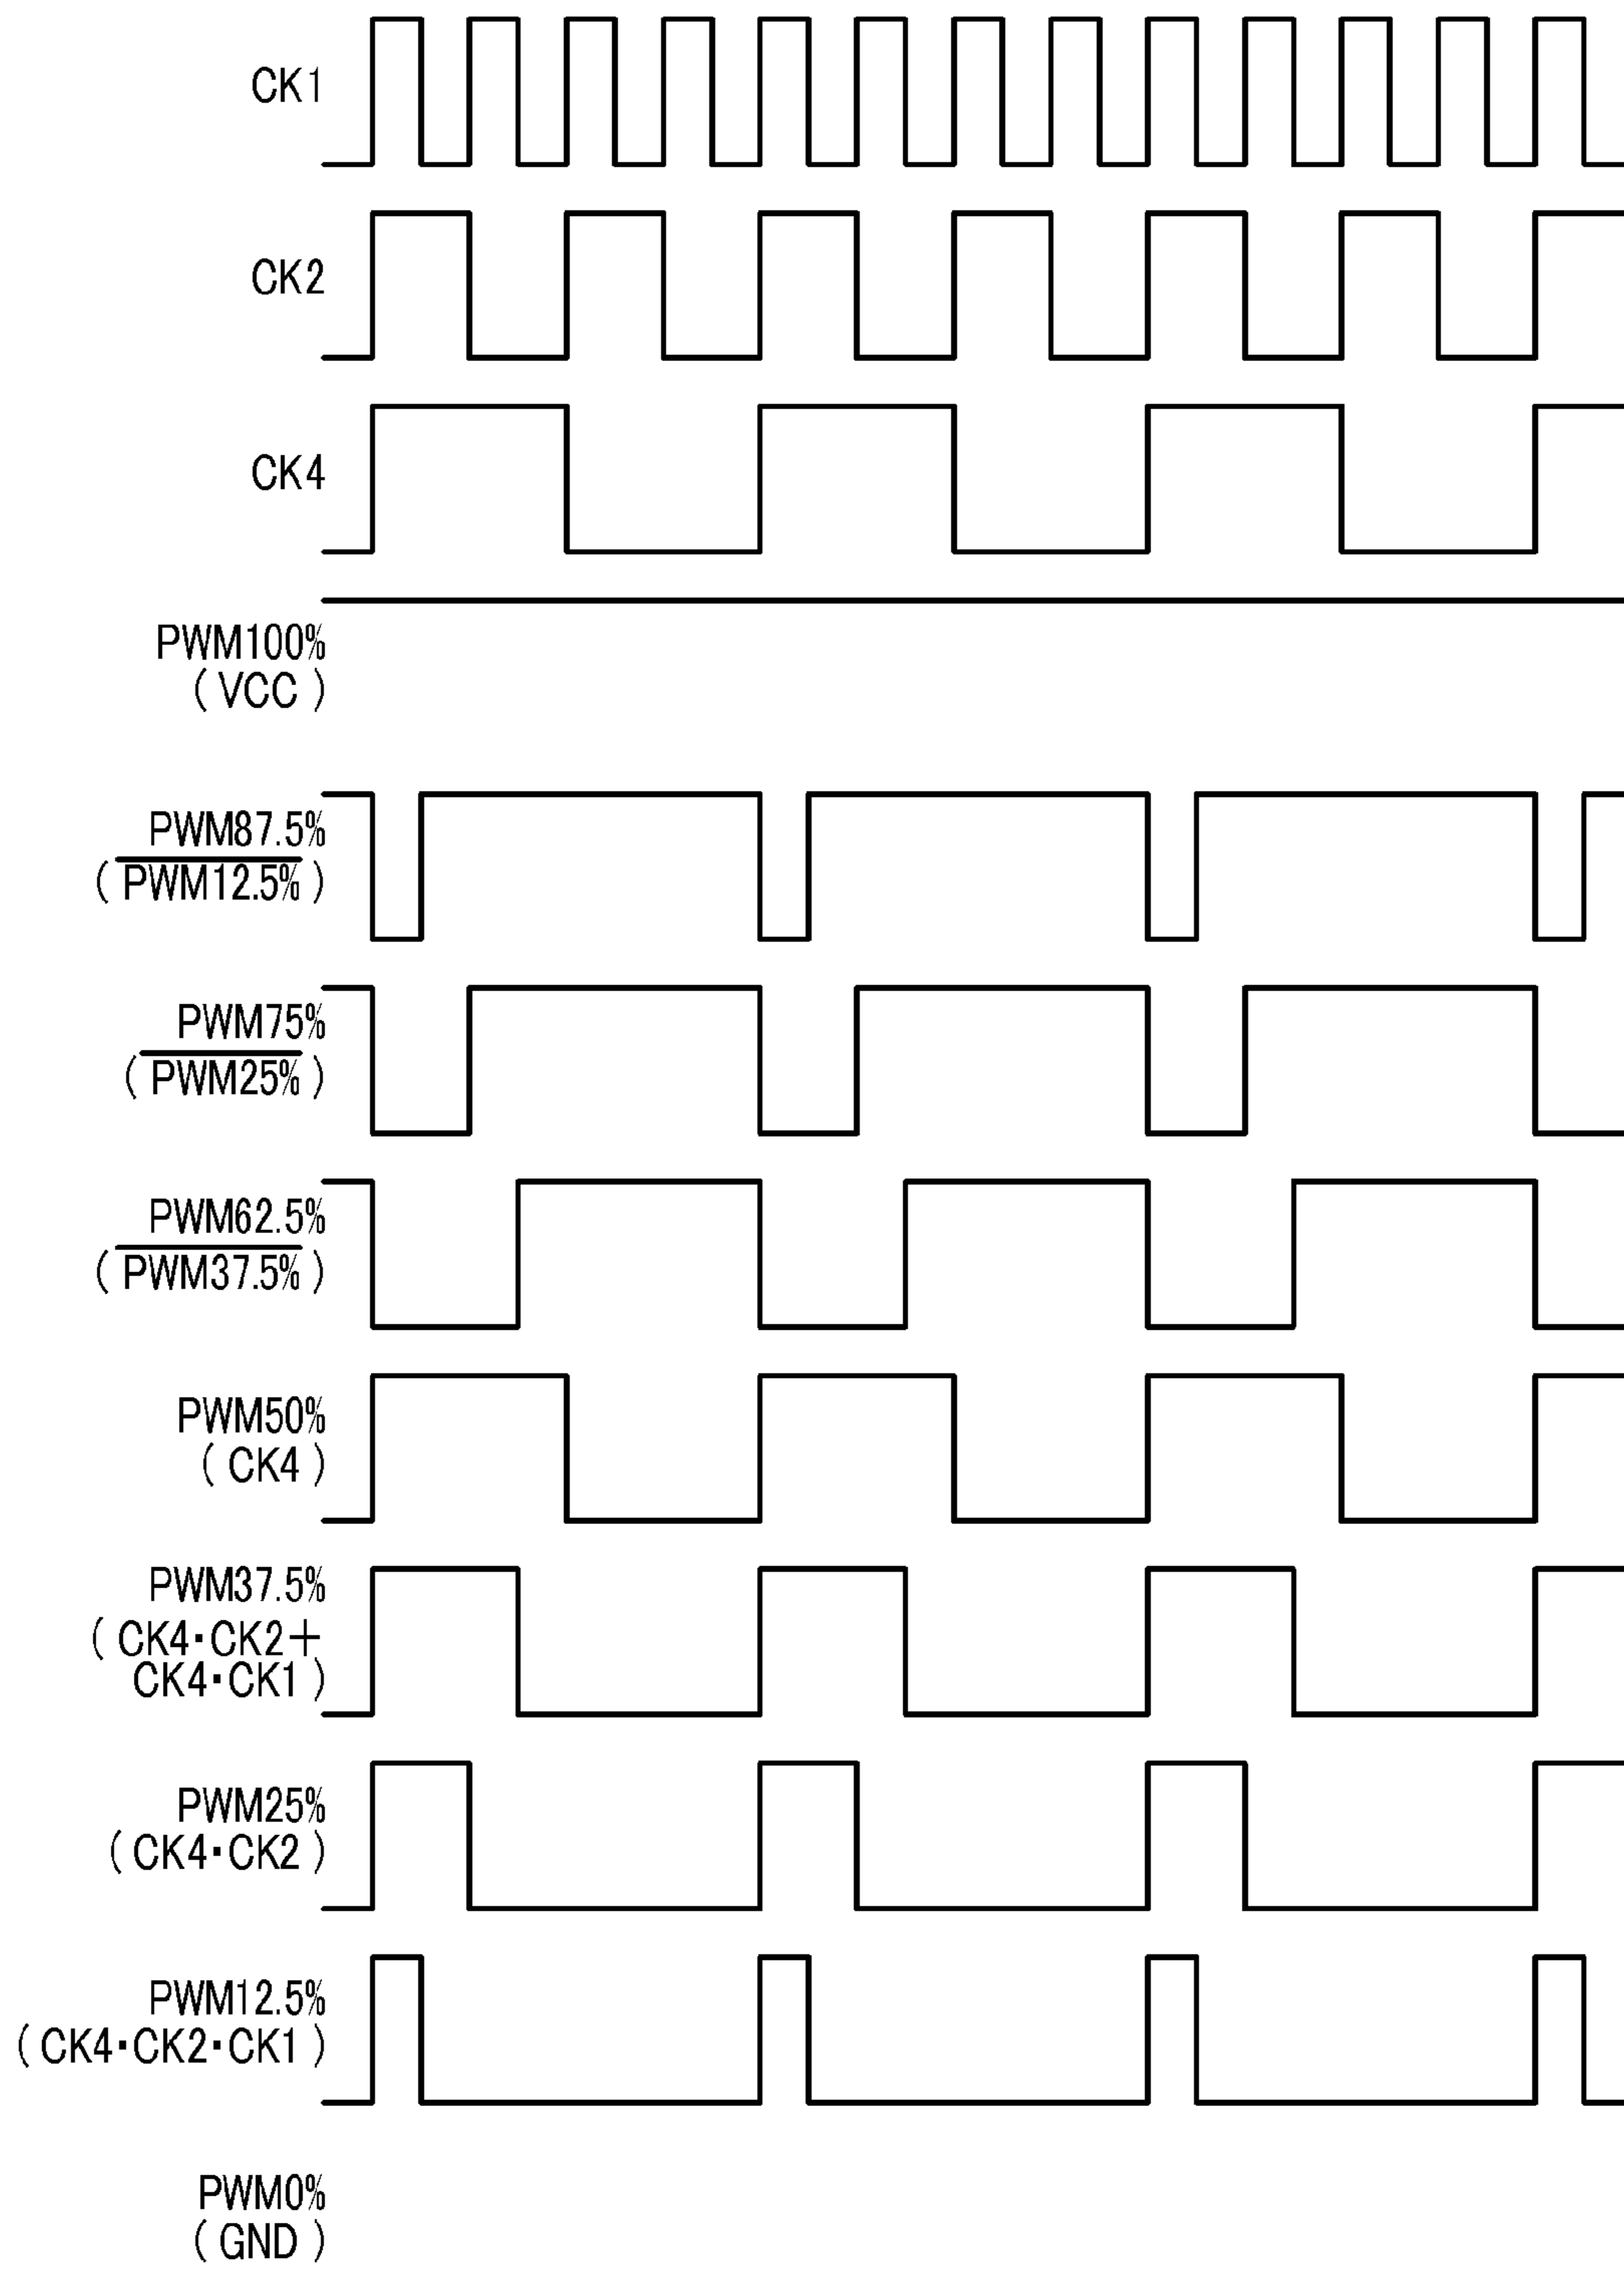 CK1
CK2
CK4
PWM100%
(VCC)
PWM87.5%
(PWM12.5%)
PWM75%
(PWM25%)
PWM62.5%
(PWM37.5%)
PWM50%
(CK4)
PWM37.5%
(CK4・CK2+
CK4・CK1)
PWM25%
(CK4・CK2)
PWM12.5%
(CK4・CK2・CK1)
PWM0%
(GND)